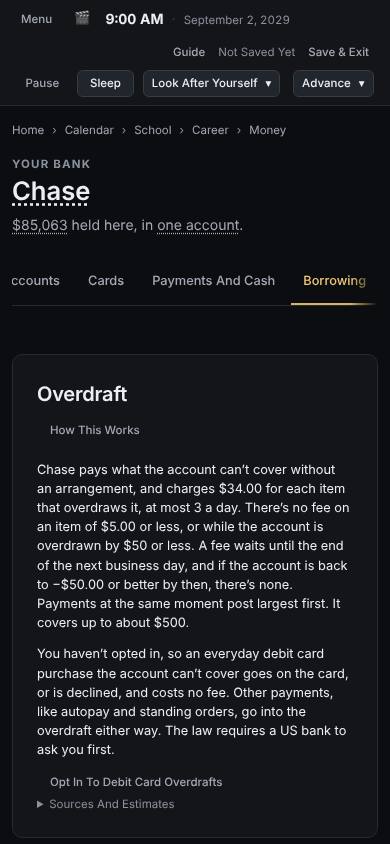 Menu 🎬 9:00 AM · September 2, 2029
Guide Not Saved Yet Save & Exit
Pause Sleep Look After Yourself ▾ Advance ▾
Home › Calendar › School › Career › Money
YOUR BANK
Chase
$85,063 held here, in one account.
ccounts Cards Payments And Cash Borrowing
Overdraft
How This Works
Chase pays what the account can’t cover without
an arrangement, and charges $34.00 for each item
that overdraws it, at most 3 a day. There’s no fee on
an item of $5.00 or less, or while the account is
overdrawn by $50 or less. A fee waits until the end
of the next business day, and if the account is back
to −$50.00 or better by then, there’s none.
Payments at the same moment post largest first. It
covers up to about $500.
You haven’t opted in, so an everyday debit card
purchase the account can’t cover goes on the card,
or is declined, and costs no fee. Other payments,
like autopay and standing orders, go into the
overdraft either way. The law requires a US bank to
ask you first.
Opt In To Debit Card Overdrafts
▶ Sources And Estimates